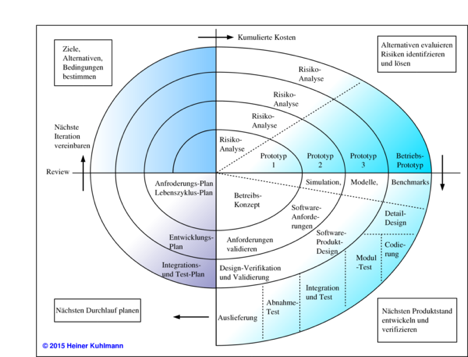 Kumulierte Kosten
Ziele,
Alternativen,
Bedingungen
bestimmen
Alternativen evaluieren
Risiken identifizieren
und lösen
Risiko-
Analyse
Risiko-
Analyse
Risiko-
Analyse
Risiko-
Analyse
Nächste
Iteration
vereinbaren
Prototyp
1
Prototyp
2
Prototyp
3
Betriebs-
Prototyp
Review
Anfroderungs-Plan
Lebenszyklus-Plan
Betreibs-
Konzept
Simulation,
Modelle,
Benchmarks
Software-
Anforde-
rungen
Detail-
Design
Entwicklungs-
Plan
Anforderungen
validieren
Software-
Produkt-
Design
Codie-
rung
Integrations-
und Test-Plan
Design-Verifikation
und Validierung
Modul
-Test
Integration
und Test
Abnahme-
Test
Auslieferung
Nächsten Durchlauf planen
Nächsten Produktstand
entwickeln und
verifizieren
© 2015 Heiner Kuhlmann